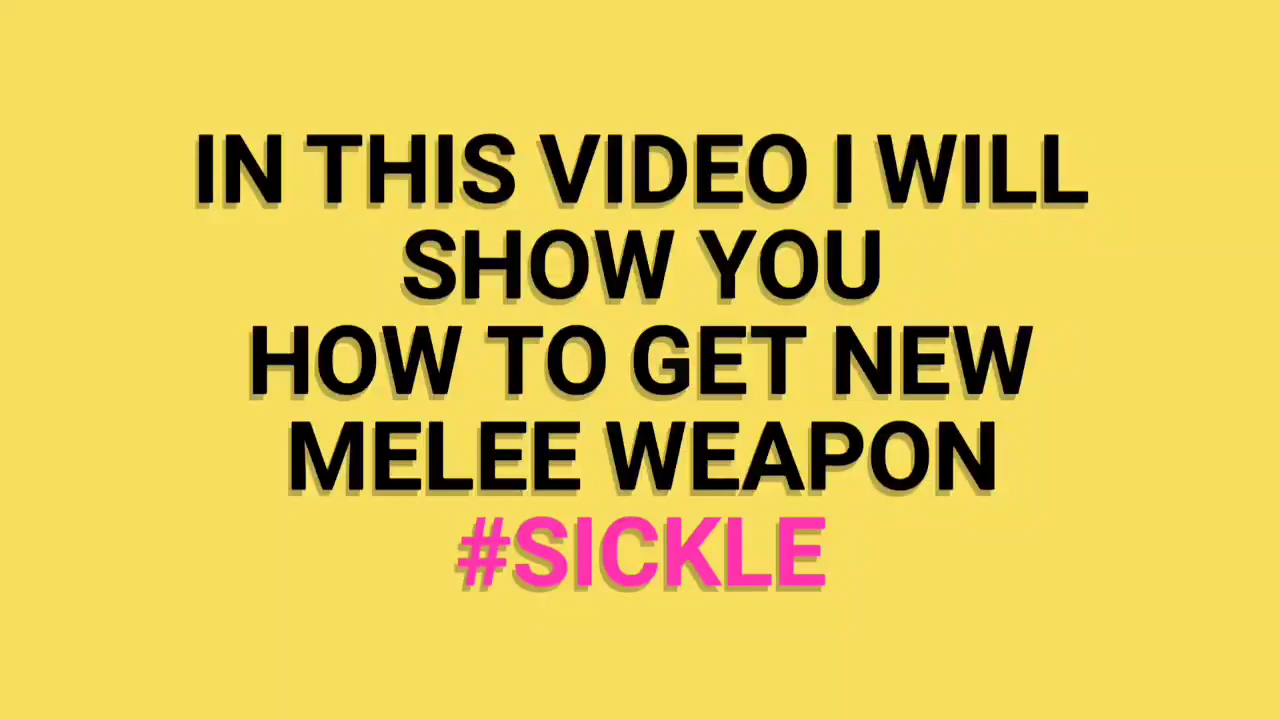 IN THIS VIDEO I WILL
SHOW YOU
HOW TO GET NEW
MELEE WEAPON
#SICKLE